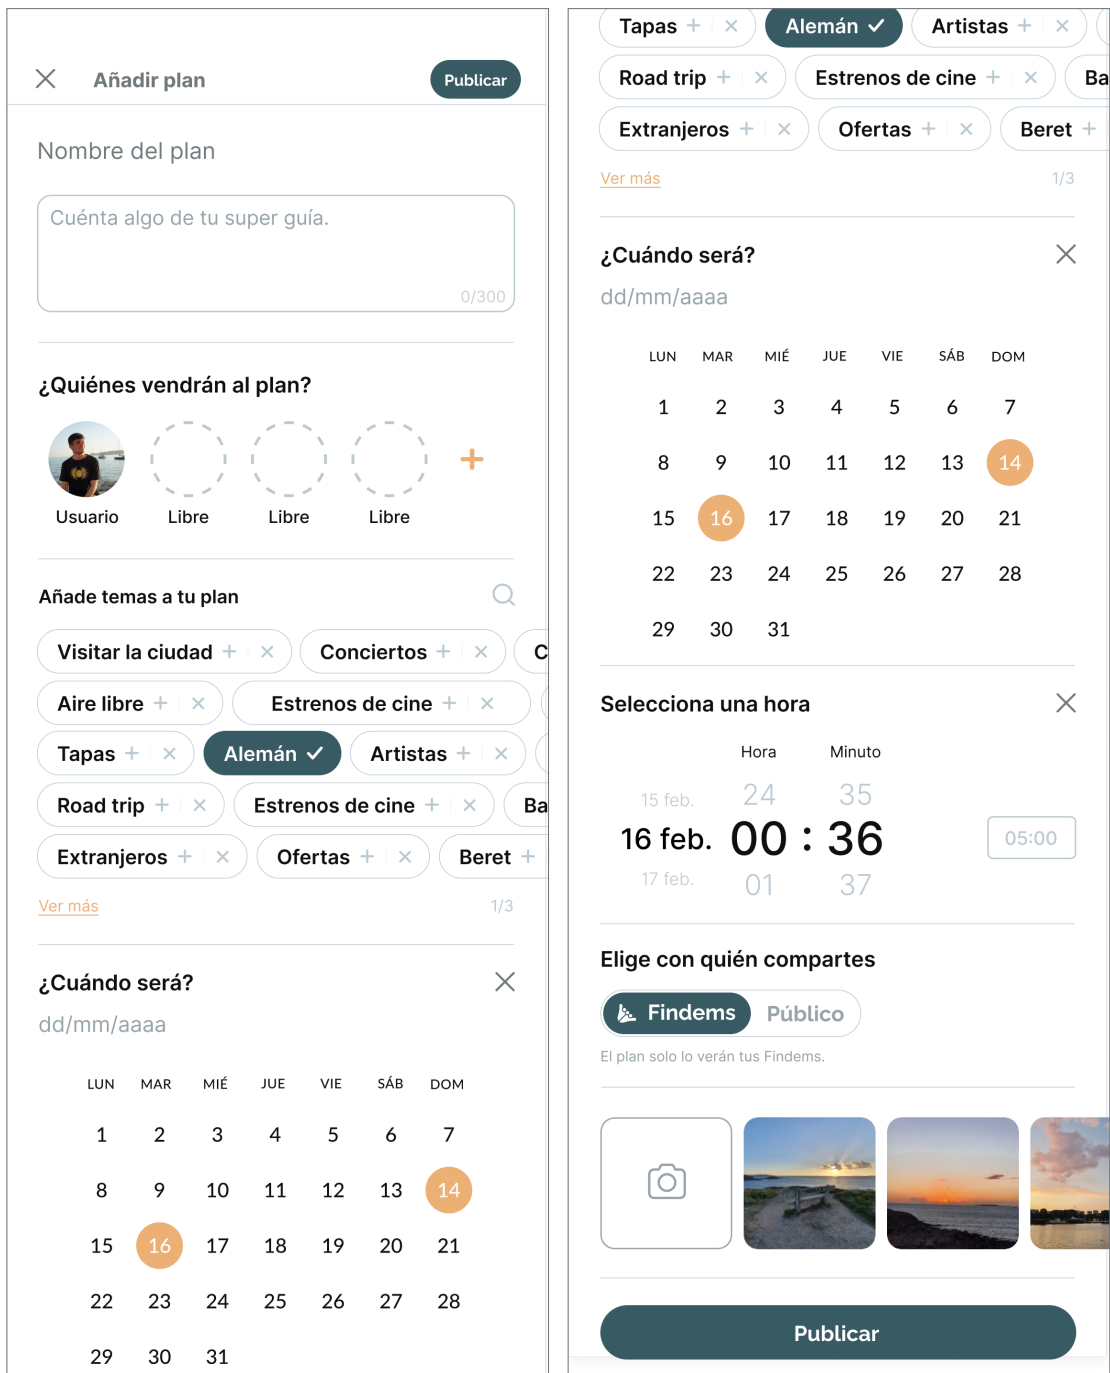 Añadir plan
Publicar
Nombre del plan
Cuénta algo de tu super guía.
0/300
¿Quiénes vendrán al plan?
Usuario Libre Libre Libre
Añade temas a tu plan
Visitar la ciudad Conciertos C
Aire libre Estrenos de cine
Tapas Alemán Artistas
Road trip Estrenos de cine Ba
Extranjeros Ofertas Beret
Ver más 1/3
¿Cuándo será?
dd/mm/aaaa
LUN MAR MIÉ JUE VIE SÁB DOM
1 2 3 4 5 6 7
8 9 10 11 12 13 14
15 16 17 18 19 20 21
22 23 24 25 26 27 28
29 30 31
Tapas Alemán Artistas
Road trip Estrenos de cine Ba
Extranjeros Ofertas Beret
Ver más 1/3
¿Cuándo será?
dd/mm/aaaa
LUN MAR MIÉ JUE VIE SÁB DOM
1 2 3 4 5 6 7
8 9 10 11 12 13 14
15 16 17 18 19 20 21
22 23 24 25 26 27 28
29 30 31
Selecciona una hora
Hora Minuto
15 feb. 24 35
16 feb. 00 : 36 05:00
17 feb. 01 37
Elige con quién compartes
Findems Público
El plan solo lo verán tus Findems.
Publicar